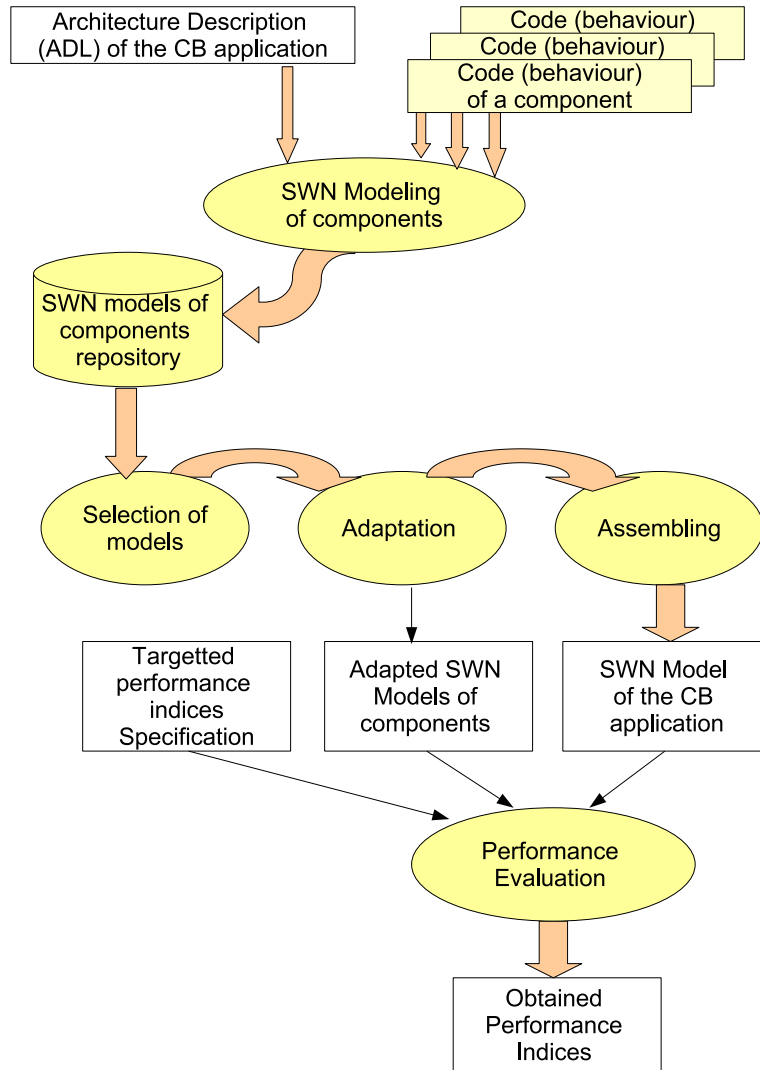 Architecture Description
(ADL) of the CB application
Code (behaviour)
Code (behaviour)
Code (behaviour)
of a component
SWN Modeling
of components
SWN models of
components
repository
Selection of
models
Adaptation
Assembling
Targetted
performance
indices
Specification
Adapted SWN
Models of
components
SWN Model
of the CB
application
Performance
Evaluation
Obtained
Performance
Indices